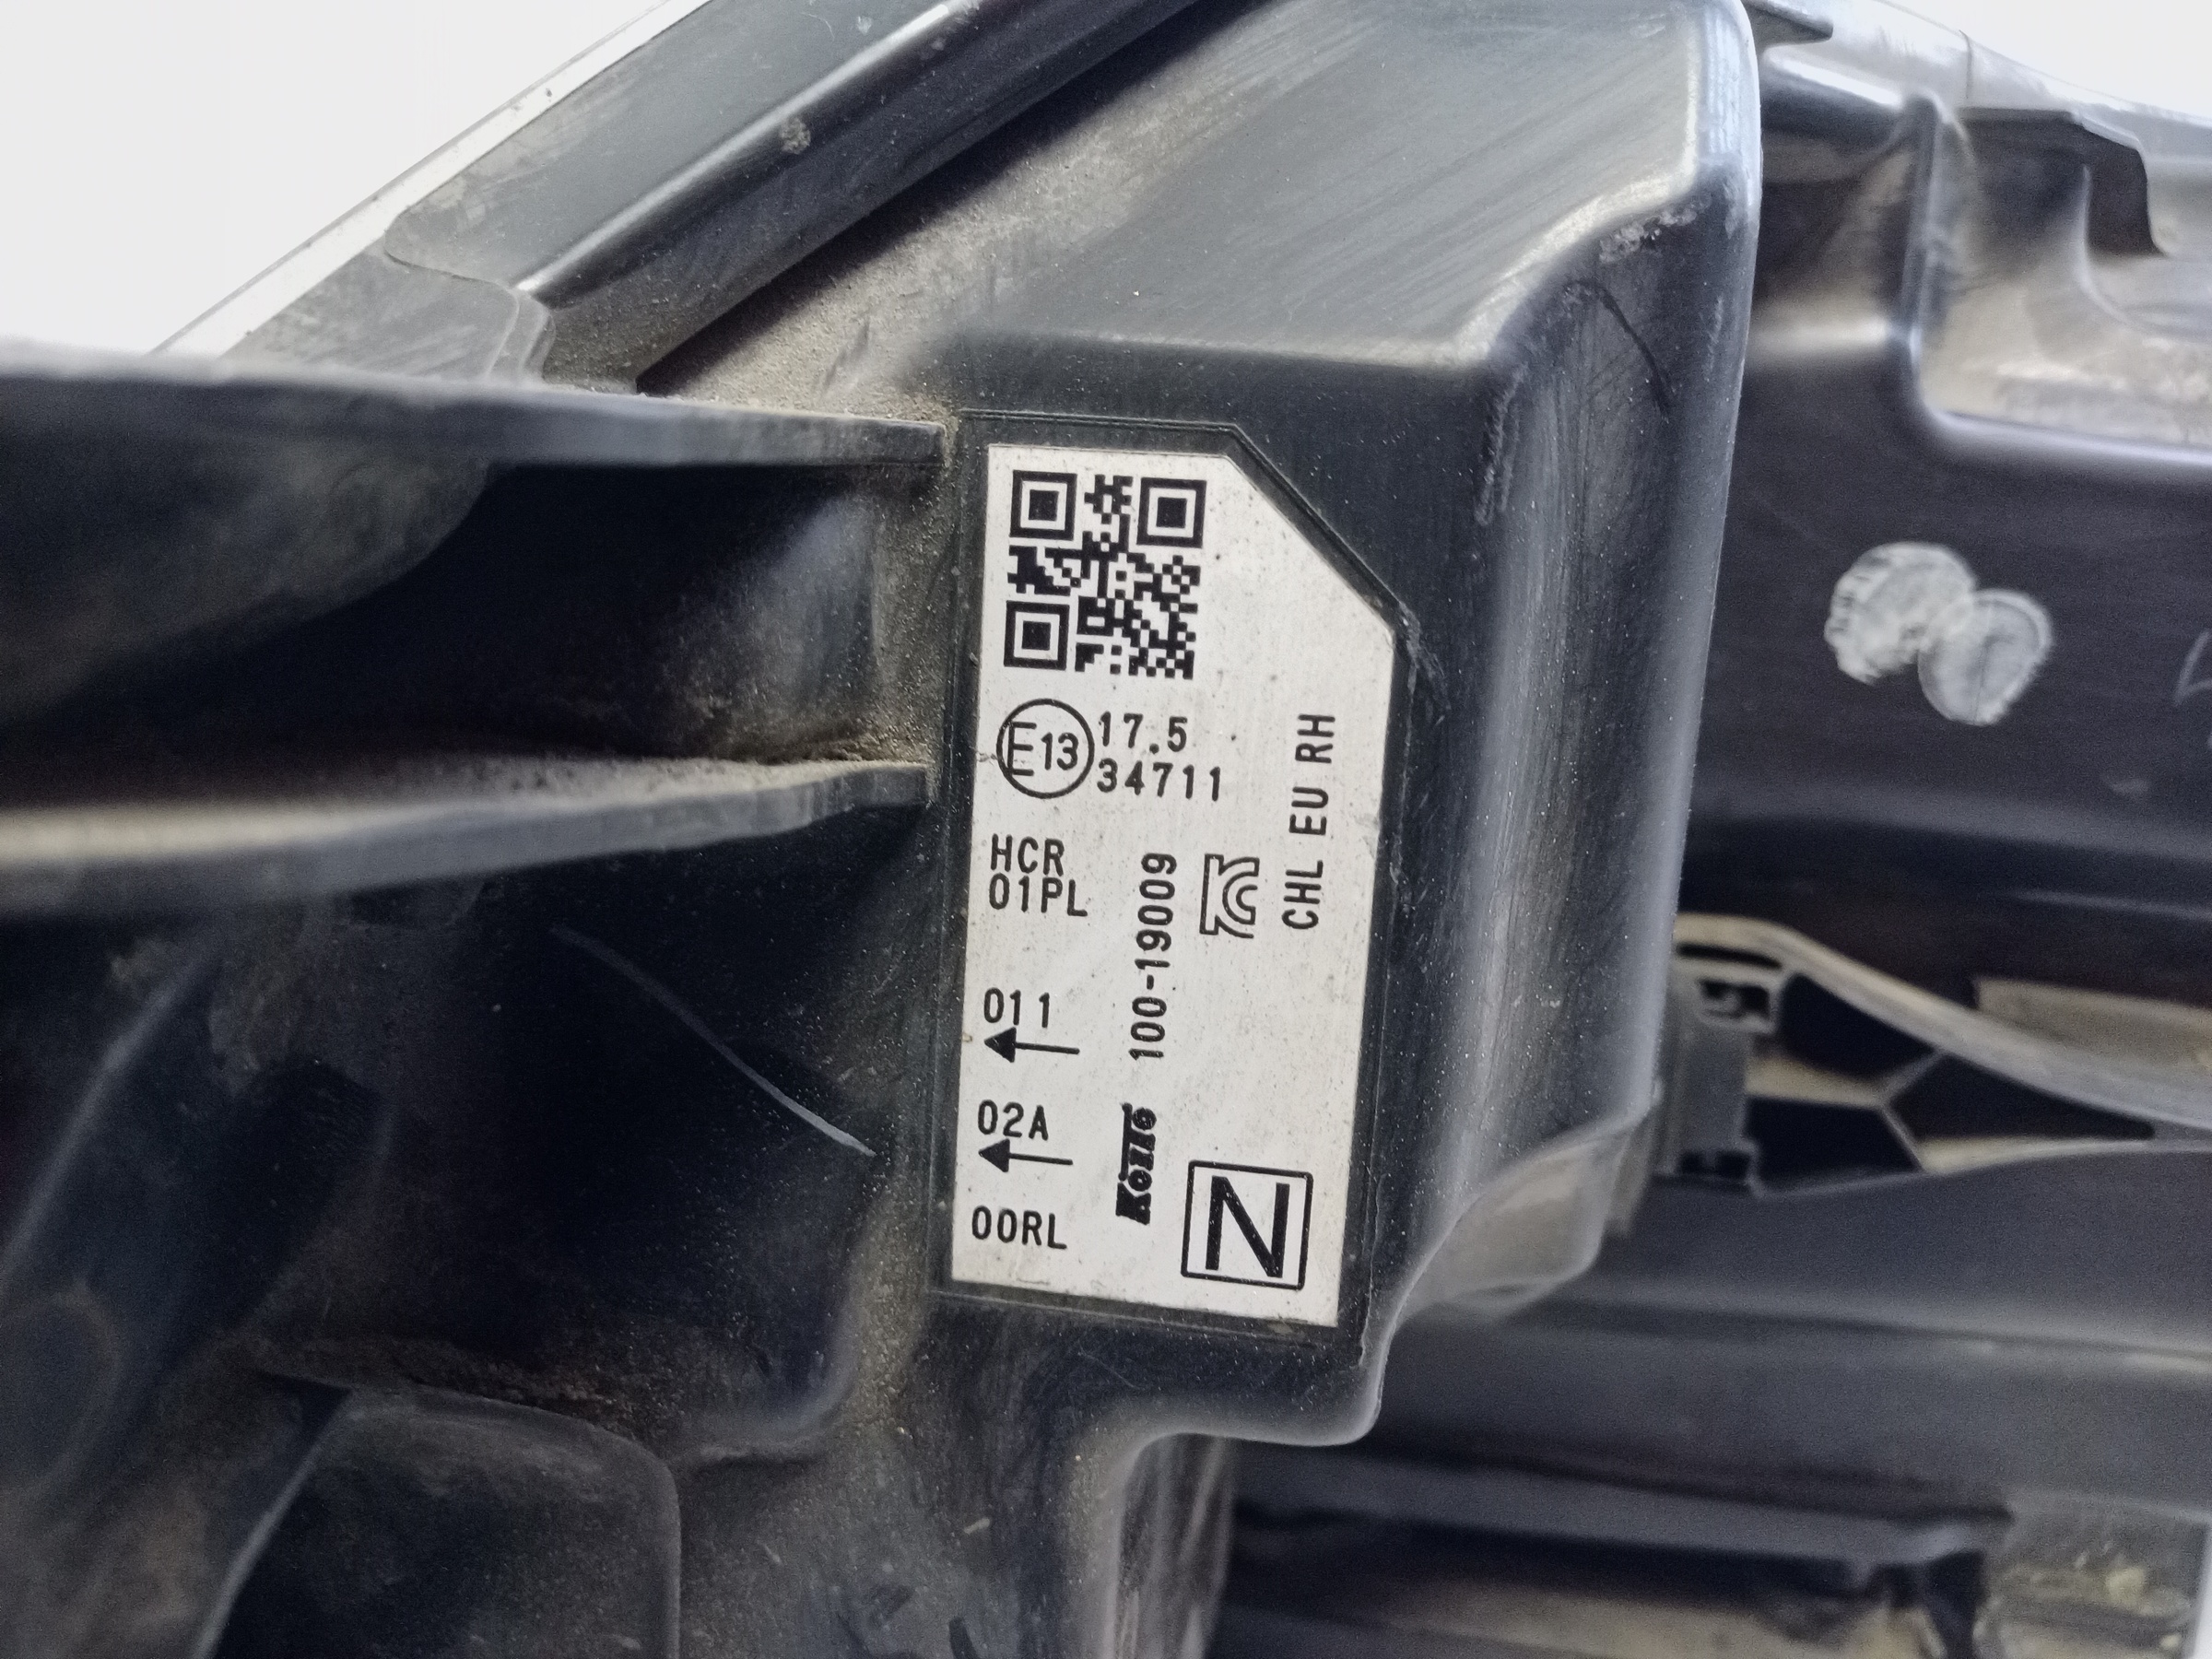 E13
17.5
34711
HCR
01PL
011
02A
00RL
Koito
100-19009
CHL EU RH
N